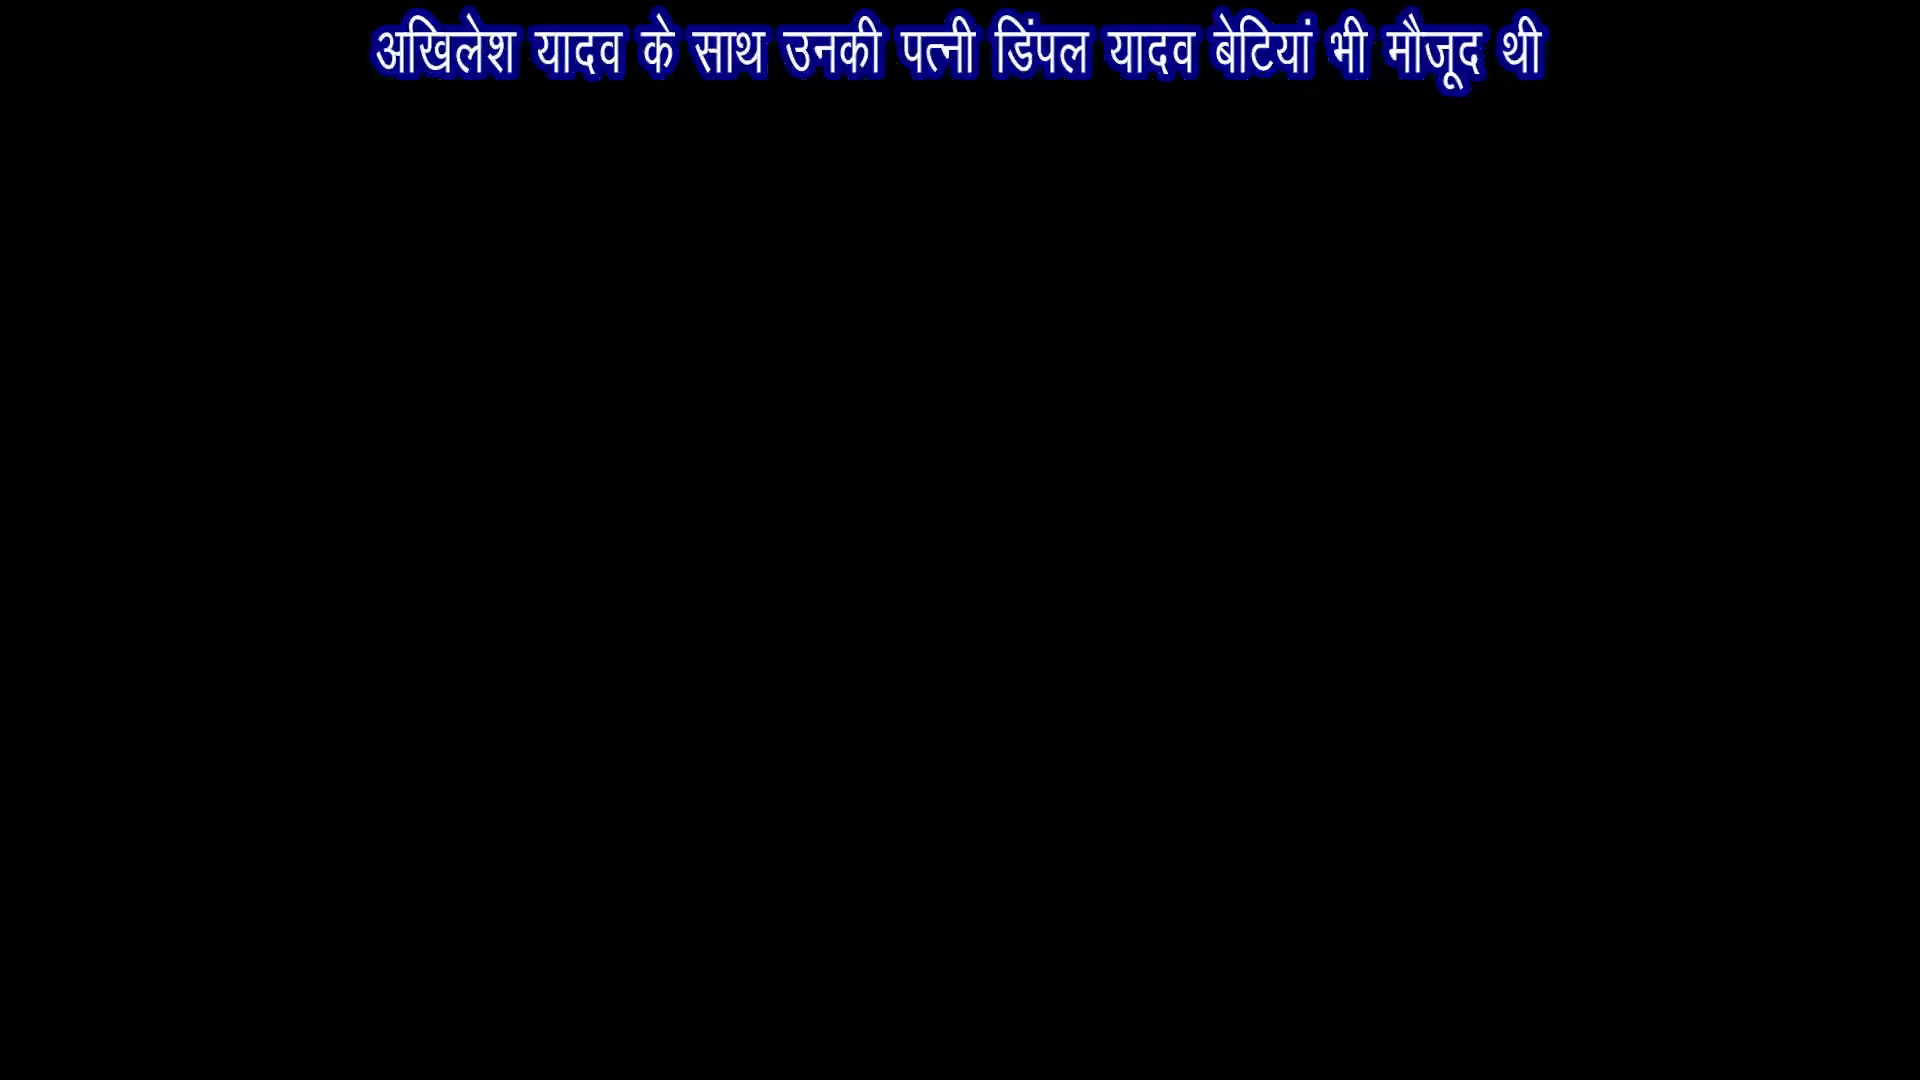 अखिलेश यादव के साथ उनकी पत्नी डिंपल यादव बेटियां भी मौजूद थी